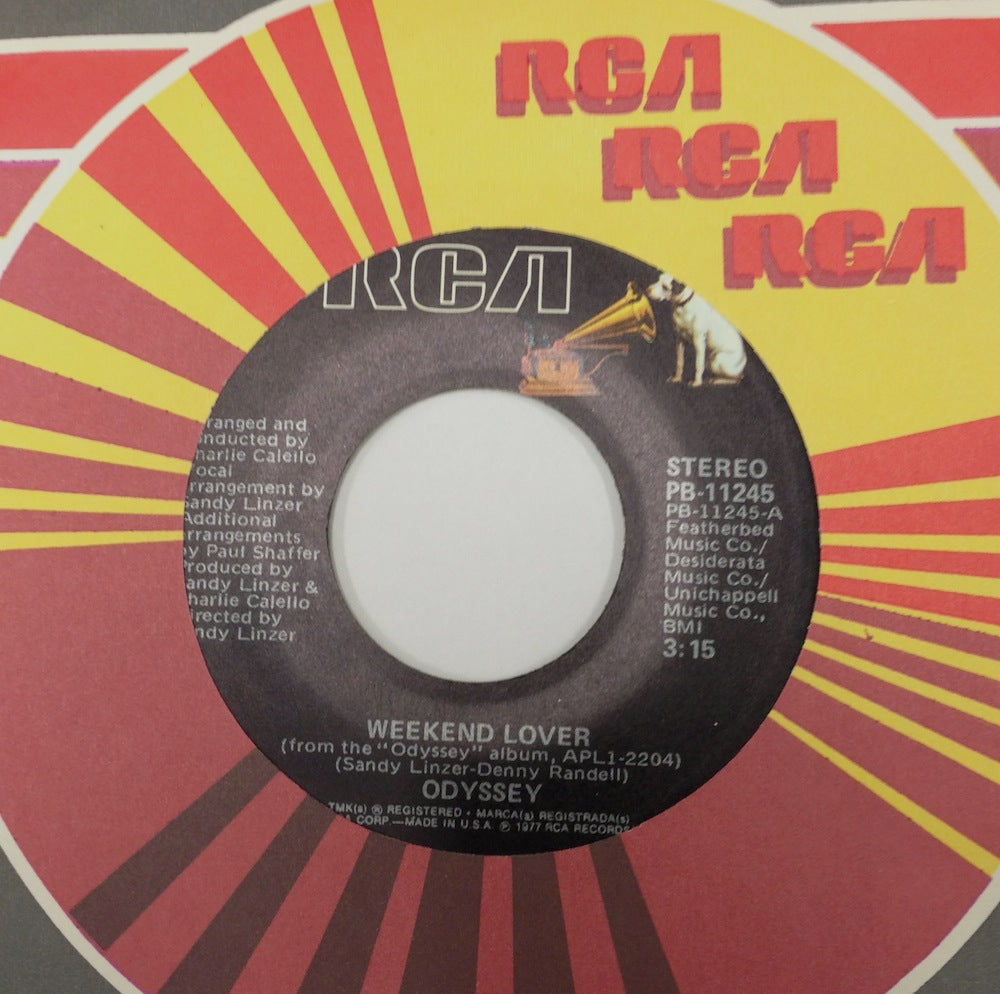 RCA
RCA
RCA
RCA
ranged and
nducted by
harlie Calello
ocal
rrangement by
andy Linzer
Additional
rrangements
y Paul Shaffer
Produced by
andy Linzer &
harlie Calello
irected by
ndy Linzer
STEREO
PB-11245
PB-11245-A
Featherbed
Music Co./
Desiderata
Music Co./
Unichappell
Music Co.,
BMI
3:15
WEEKEND LOVER
(from the "Odyssey" album, APL1-2204)
(Sandy Linzer-Denny Randell)
ODYSSEY
TMK(s) ® REGISTERED • MARCA(s) REGISTRADA(s)
A CORP.—MADE IN U.S.A. ℗ 1977 RCA RECORDS